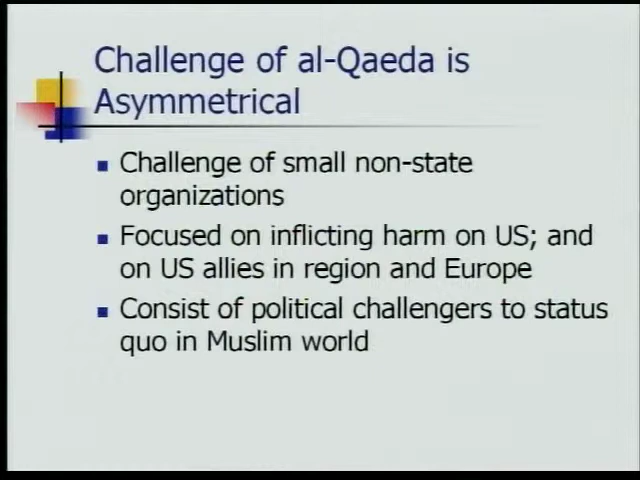 Challenge of al-Qaeda is
Asymmetrical
Challenge of small non-state
organizations
Focused on inflicting harm on US; and
on US allies in region and Europe
Consist of political challengers to status
quo in Muslim world